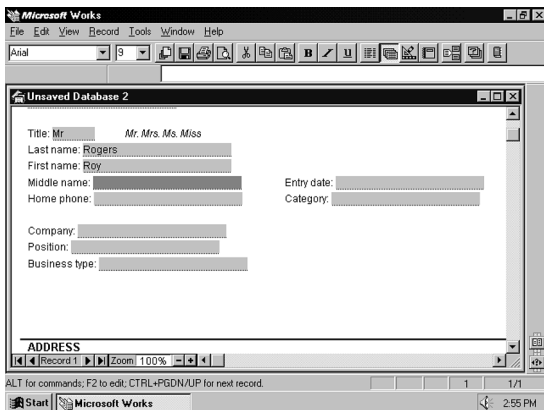 Microsoft Works
File Edit View Record Tools Window Help
Arial 9 B I U
Unsaved Database 2
Title: Mr Mr. Mrs. Ms. Miss
Last name: Rogers
First name: Roy
Middle name: Entry date:
Home phone: Category:
Company:
Position:
Business type:
ADDRESS
Record 1 Zoom 100%
ALT for commands; F2 to edit; CTRL+PGDN/UP for next record. 1 1/1
Start Microsoft Works 2:55 PM